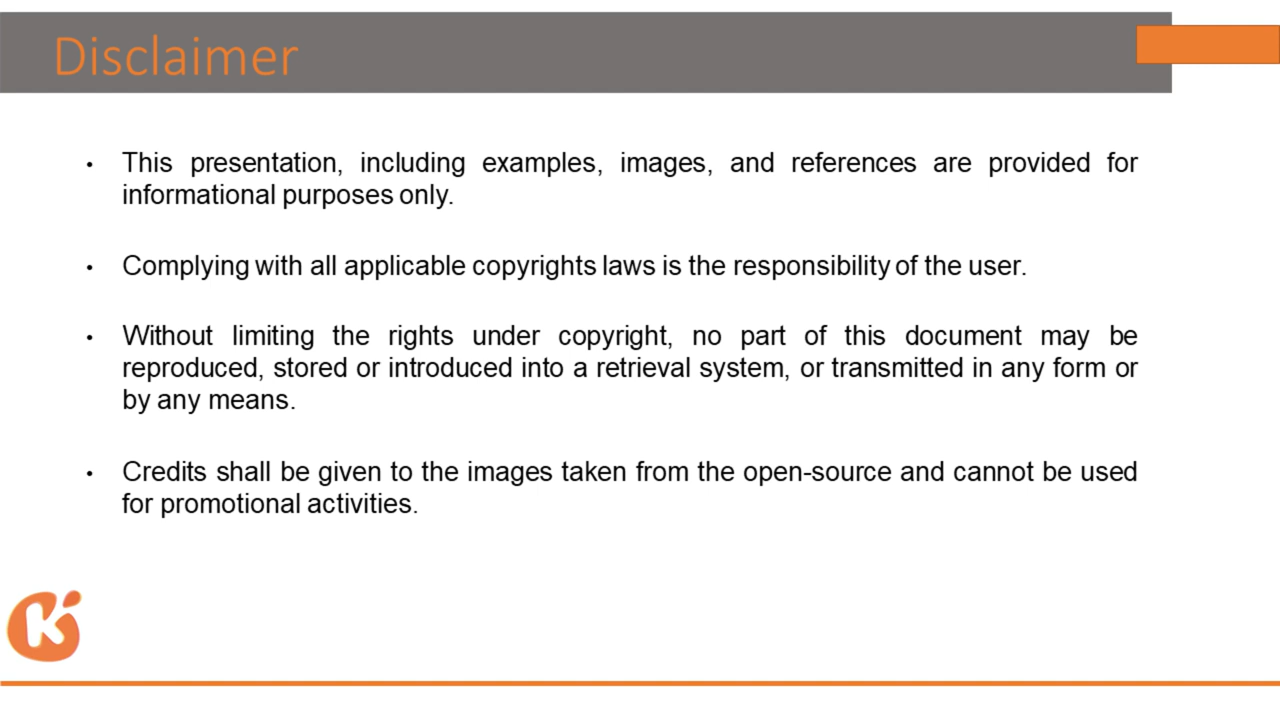 Disclaimer
• This presentation, including examples, images, and references are provided for
informational purposes only.
• Complying with all applicable copyrights laws is the responsibility of the user.
• Without limiting the rights under copyright, no part of this document may be
reproduced, stored or introduced into a retrieval system, or transmitted in any form or
by any means.
• Credits shall be given to the images taken from the open-source and cannot be used
for promotional activities.
K